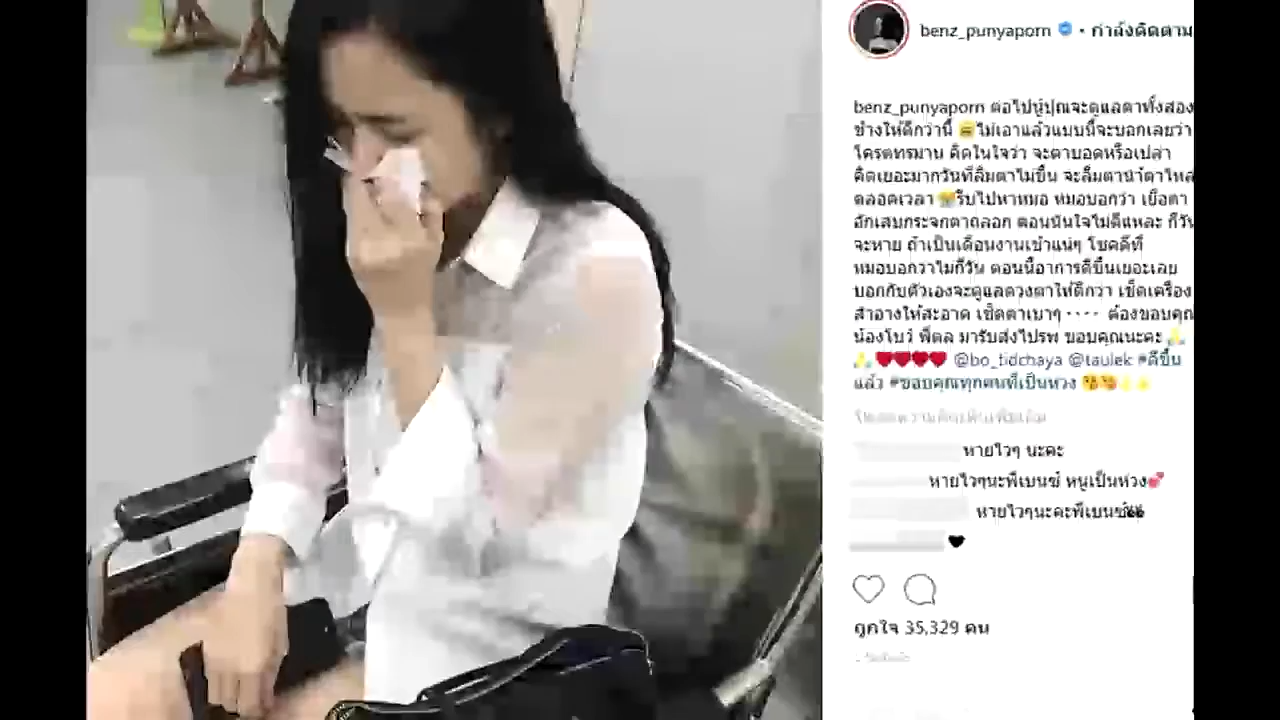 benz_punyaporn • กำลังติดตาม
benz_punyaporn ต่อไปนู๋ปุณจะดูแลตาทั้งสอง
ข้างให้ดีกว่านี้ 😄ไม่เอาแล้วแบบนี้จะบอกเลยว่า
โครตทรมาน คิดในใจว่า จะตาบอดหรือเปล่า
คิดเยอะมากวันที่ลืมตาไม่ขึ้น จะลืมตาน้ำตาไหล
ตลอดเวลา 😭รีบไปหาหมอ หมอบอกว่า เยื่อตา
อักเสบกระจกตาถลอก ตอนนั้นใจไม่ดีแหละ กี่วัน
จะหาย ถ้าเป็นเดือนงานเข้าแน่ๆ โชคดีที่
หมอบอกว่าไม่กี่วัน ตอนนี้อาการดีขึ้นเยอะเลย
บอกกับตัวเองจะดูแลดวงตาให้ดีกว่า เช็ดเครื่อง
สำอางให้สะอาด เช็ดตาเบาๆ ---- ต้องขอบคุณ
น้องโบว์ พี่ตล มารับส่งไปรพ ขอบคุณนะคะ 🙏
🙏❤️❤️❤️❤️ @bo_tidchaya @taulek #ดีขึ้น
แล้ว #ขอบคุณทุกคนที่เป็นห่วง 😘😘✨✨
หายไวๆ นะคะ
หายไวๆนะพี่เบนซ์ หนูเป็นห่วง💕
หายไวๆนะคะพี่เบนซ์
🖤
ถูกใจ 35,329 คน